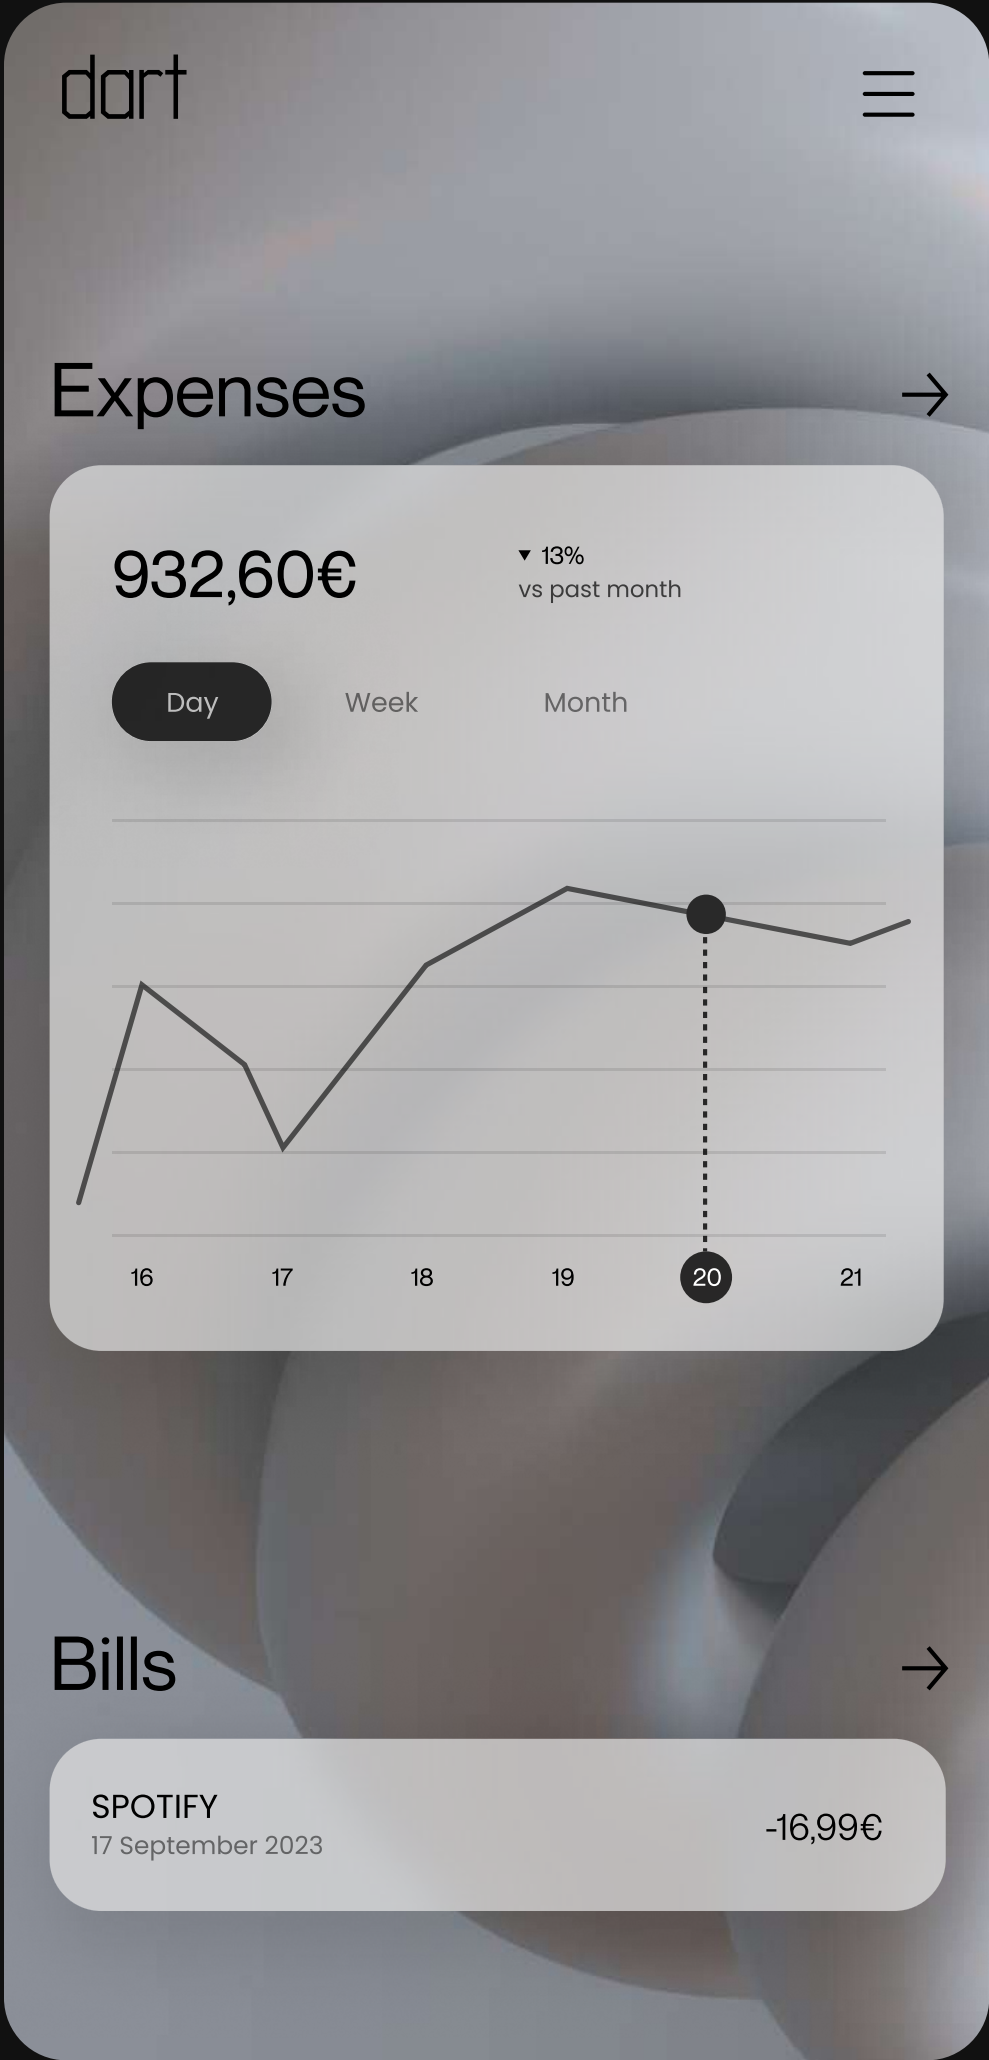 dart
Expenses
932,60€
▼ 13%
vs past month
Day Week Month
16 17 18 19 20 21
Bills
SPOTIFY
17 September 2023
-16,99€